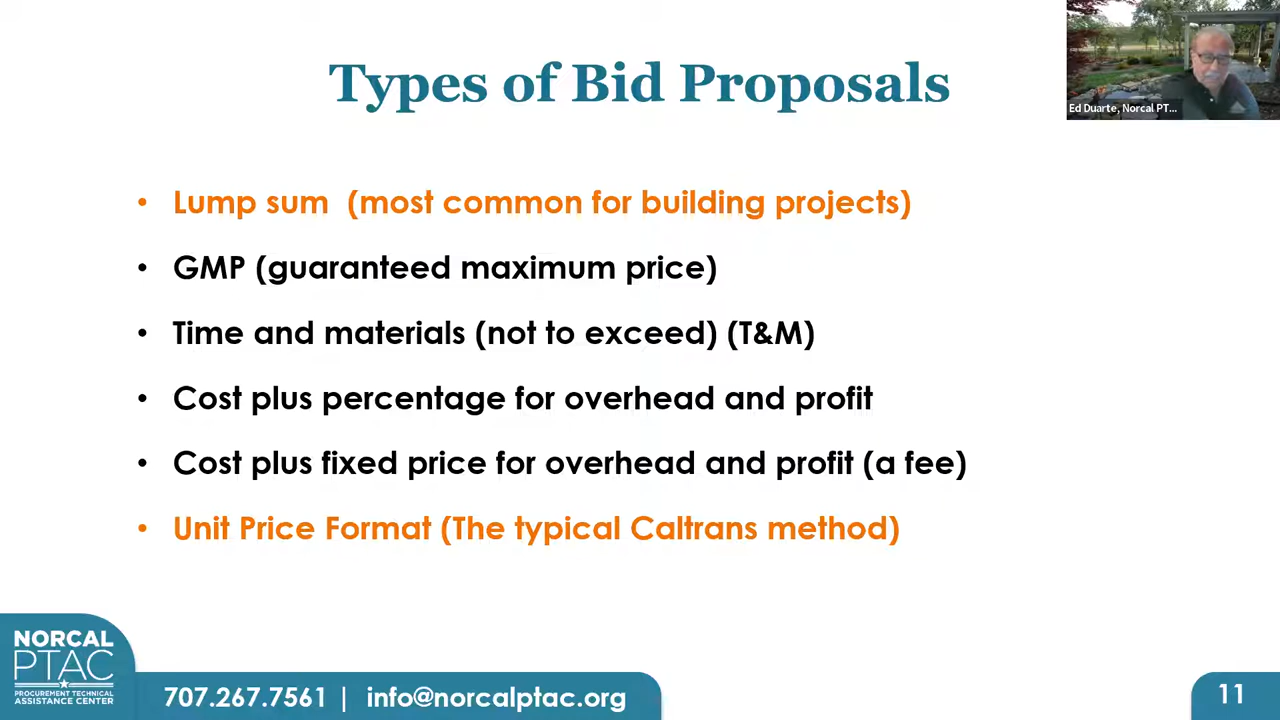 Types of Bid Proposals
Ed Duarte, Norcal PT...
• Lump sum (most common for building projects)
• GMP (guaranteed maximum price)
• Time and materials (not to exceed) (T&M)
• Cost plus percentage for overhead and profit
• Cost plus fixed price for overhead and profit (a fee)
• Unit Price Format (The typical Caltrans method)
NORCAL
PTAC
PROCUREMENT TECHNICAL
ASSISTANCE CENTER
707.267.7561 | info@norcalptac.org
11